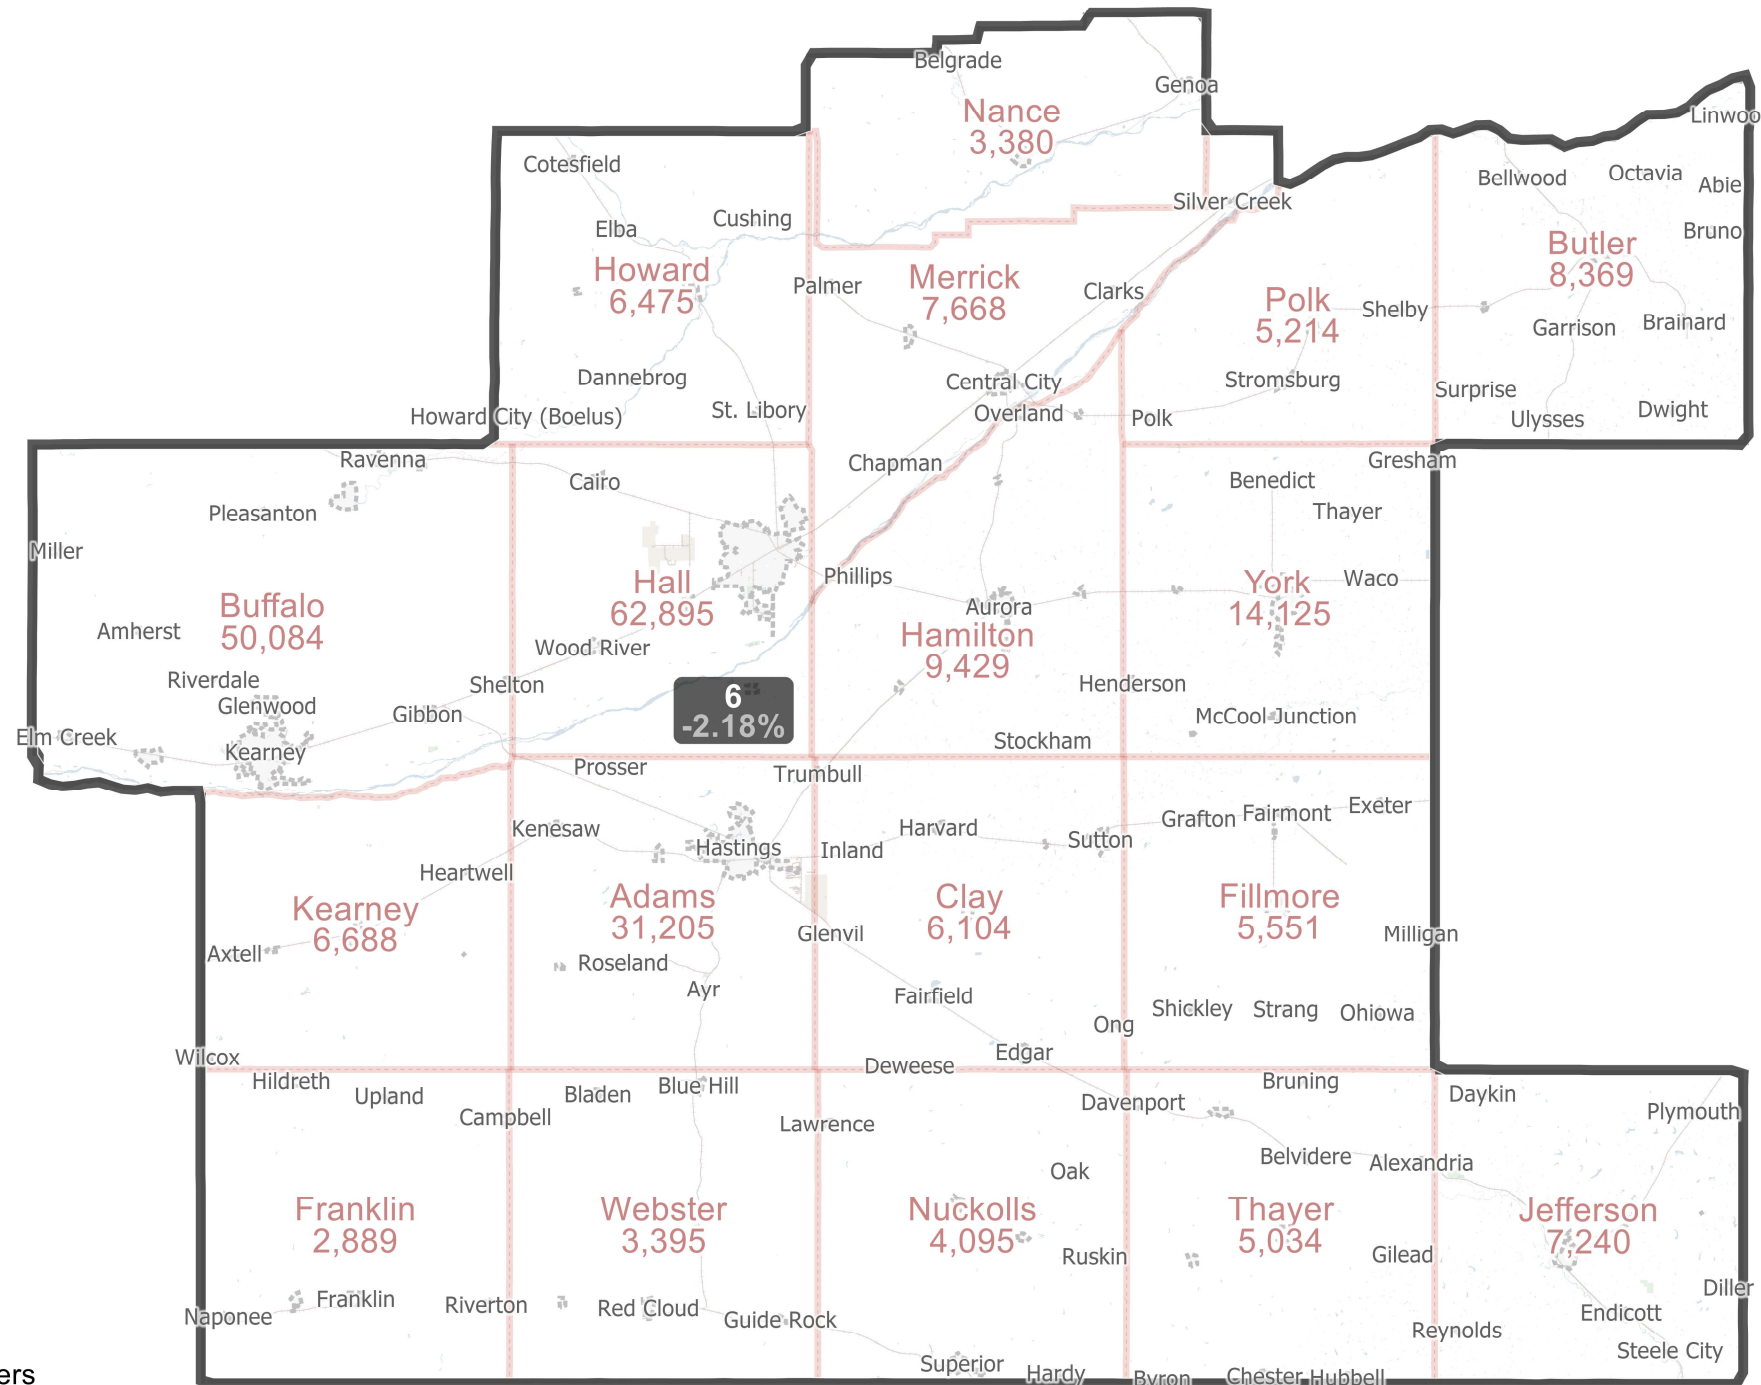 Belgrade
Genoa
Nance
3,380
Linwoo
Cotesfield
Bellwood
Octavia
Abie
Silver Creek
Cushing
Elba
Bruno
Butler
8,369
Howard
6,475
Palmer
Merrick
7,668
Clarks
Polk
5,214
Shelby
Garrison
Brainard
Dannebrog
Central City
Stromsburg
Surprise
Howard City (Boelus)
St. Libory
Overland
Polk
Ulysses
Dwight
Ravenna
Chapman
Gresham
Cairo
Benedict
Pleasanton
Thayer
Miller
Hall
62,895
Phillips
York
14,125
Waco
Buffalo
50,084
Aurora
Amherst
Hamilton
9,429
Wood River
Riverdale
Shelton
Henderson
Glenwood
6
-2.18%
Gibbon
McCool Junction
Elm Creek
Kearney
Stockham
Prosser
Trumbull
Kenesaw
Harvard
Grafton
Fairmont
Exeter
Hastings
Inland
Sutton
Heartwell
Kearney
6,688
Adams
31,205
Clay
6,104
Fillmore
5,551
Axtell
Glenvil
Milligan
Roseland
Ayr
Fairfield
Shickley
Strang
Ohiowa
Ong
Wilcox
Edgar
Deweese
Hildreth
Upland
Bladen
Blue Hill
Bruning
Daykin
Campbell
Davenport
Plymouth
Lawrence
Oak
Belvidere
Alexandria
Franklin
2,889
Webster
3,395
Nuckolls
4,095
Thayer
5,034
Jefferson
7,240
Ruskin
Gilead
Diller
Naponee
Franklin
Riverton
Red Cloud
Guide Rock
Endicott
Reynolds
Steele City
Superior
Hardy
Byron
Chester
Hubbell
ers